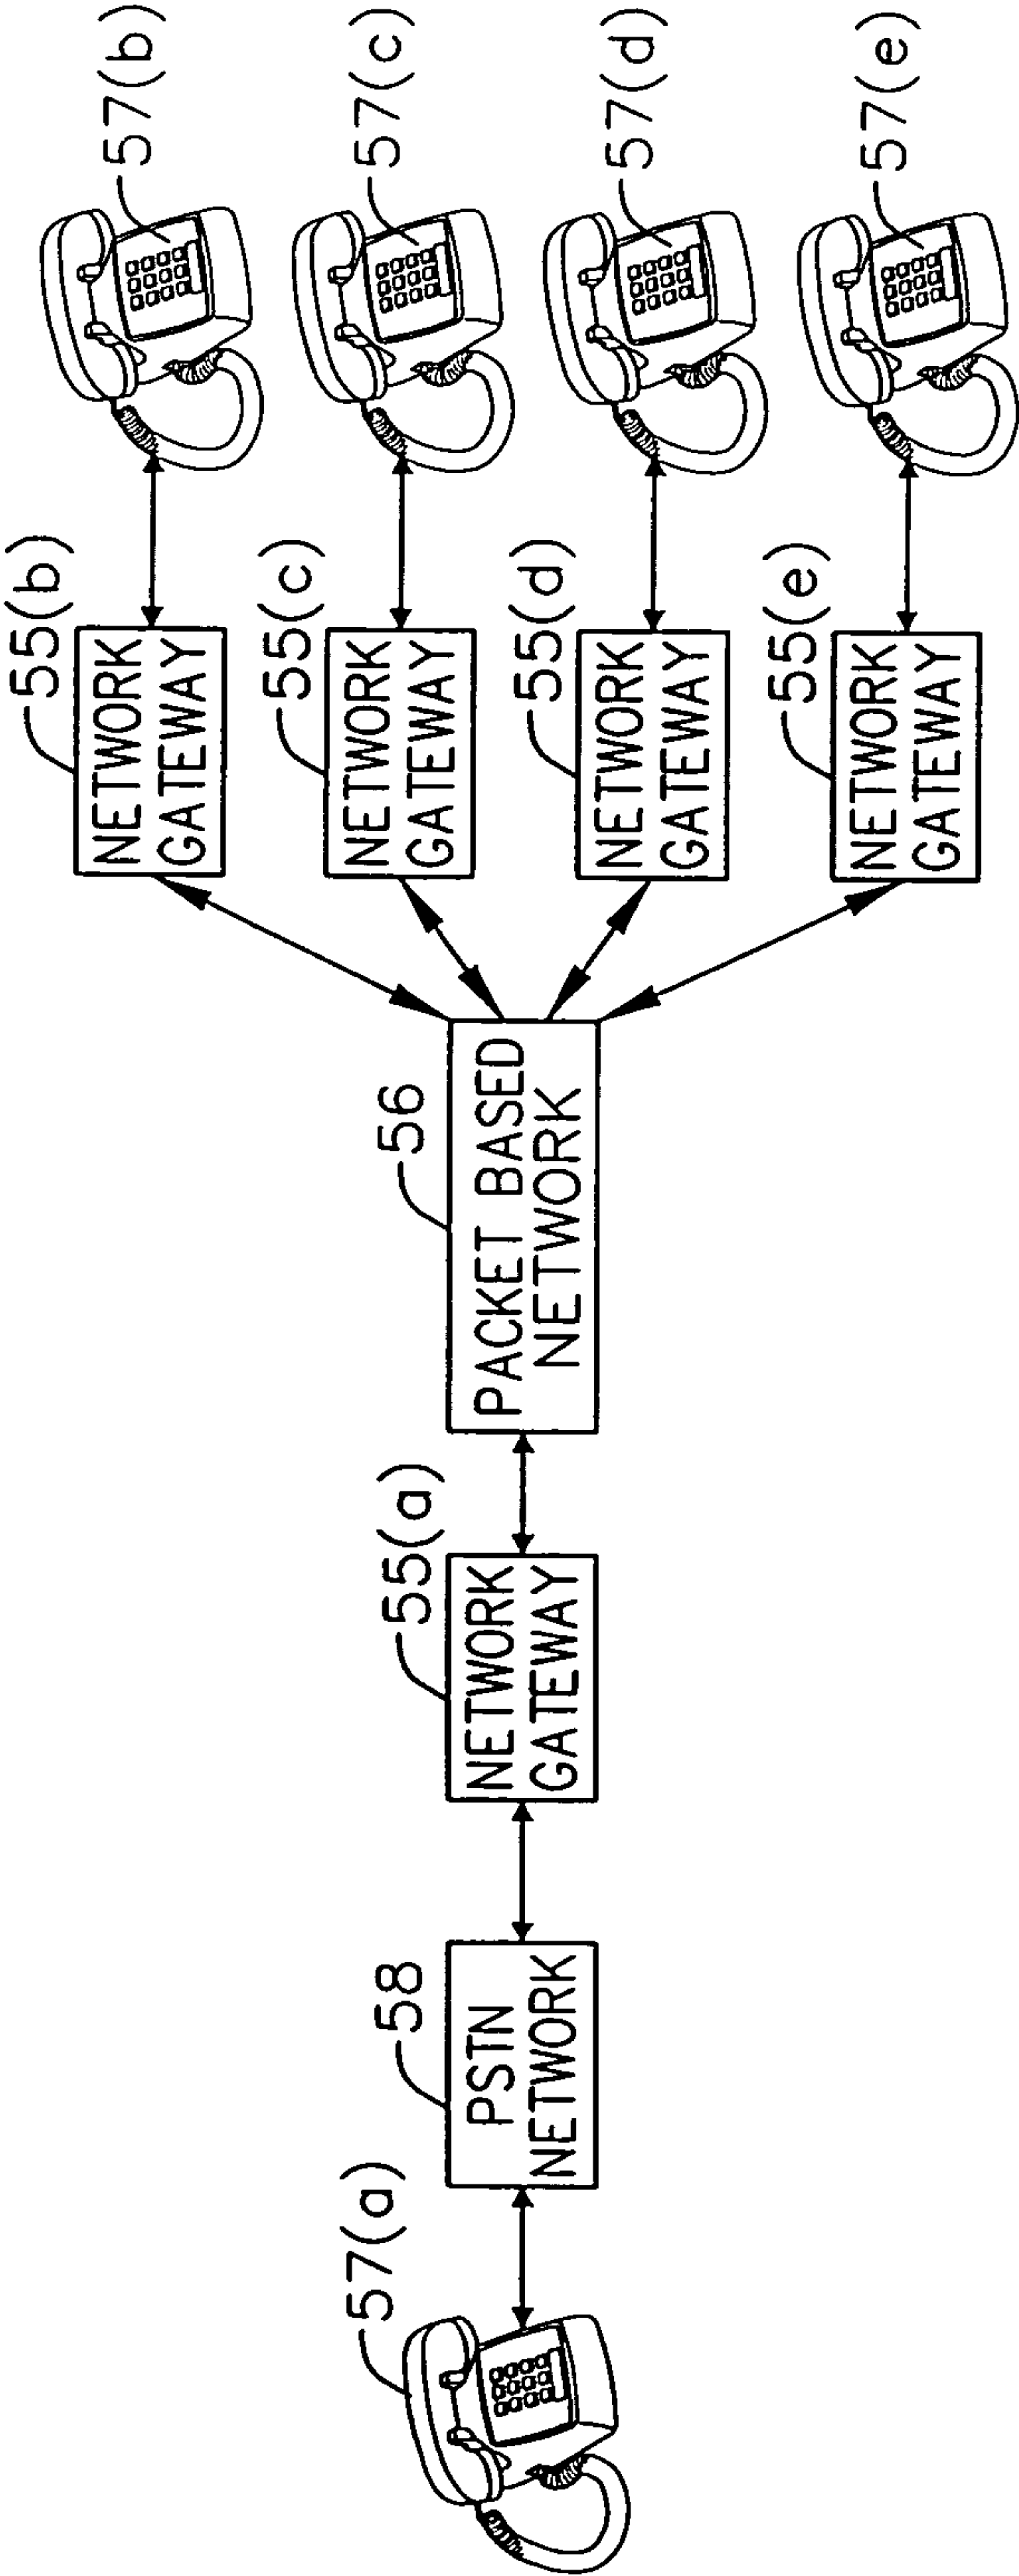 57(a)
58
PSTN
NETWORK
55(a)
NETWORK
GATEWAY
56
PACKET BASED
NETWORK
55(b)
NETWORK
GATEWAY
57(b)
55(c)
NETWORK
GATEWAY
57(c)
55(d)
NETWORK
GATEWAY
57(d)
55(e)
NETWORK
GATEWAY
57(e)